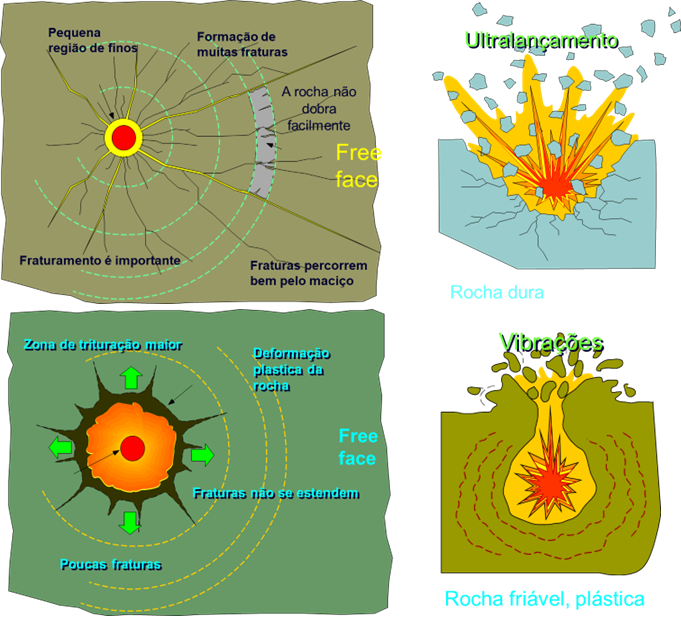 Pequena
região de finos
Formação de
muitas fraturas
A rocha não
dobra
facilmente
Free
face
Fraturamento é importante
Fraturas percorrem
bem pelo maciço
Ultralançamento
Rocha dura
Zona de trituração maior
Deformação
plastica da
rocha
Free
face
Fraturas não se estendem
Poucas fraturas
Vibrações
Rocha friável, plástica